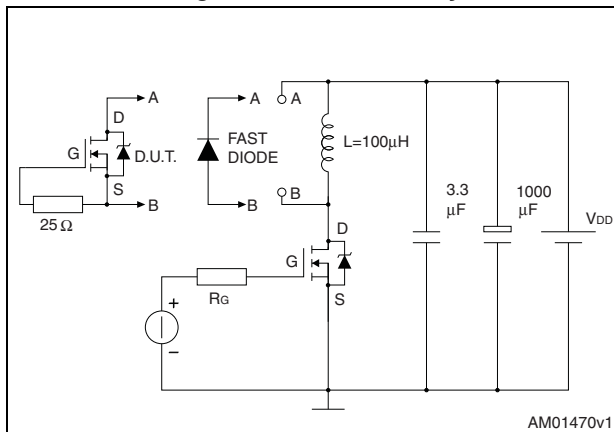 A
D
G
D.U.T.
S
25 Ω
B
A
FAST
DIODE
B
A
L=100µH
B
D
G
S
RG
+
–
3.3
µF
1000
µF
VDD
AM01470v1